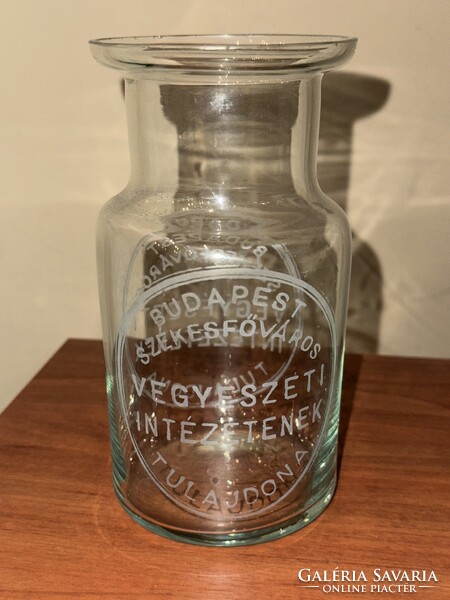 BUDAPEST
SZÉKESFŐVÁROS
VEGYÉSZETI
INTÉZETÉNEK
TULAJDONA
GALÉRIA SAVARIA
ONLINE PIACTÉR